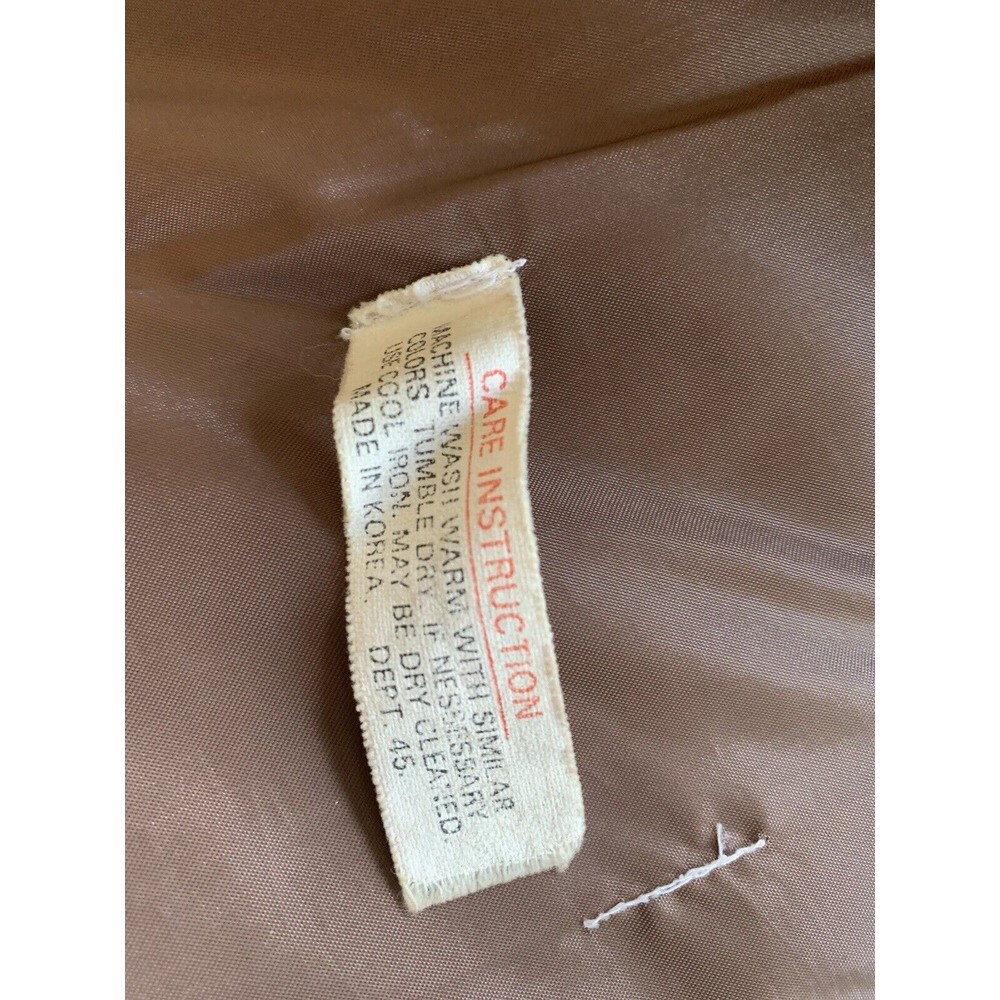 CARE INSTRUCTION
MACHINE WASH WARM WITH SIMILAR
COLORS. TUMBLE DRY. IF NESSESSARY
USE COOL IRON. MAY BE DRY CLEANED.
MADE IN KOREA. DEPT. 45.